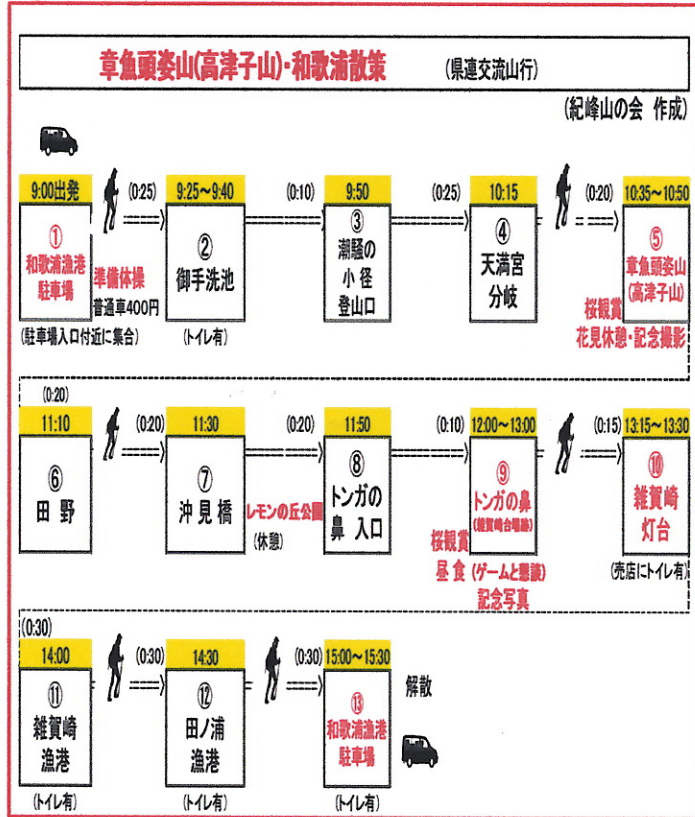 章魚頭姿山(高津子山)・和歌浦散策 (県連交流山行)
(紀峰山の会 作成)
9:00出発 (0:25) 9:25～9:40 (0:10) 9:50 (0:25) 10:15 (0:20) 10:35～10:50
①
和歌浦漁港
駐車場
準備体操
普通車400円
(駐車場入口付近に集合)
②
御手洗池
(トイレ有)
③
潮騒の
小径
登山口
④
天満宮
分岐
⑤
章魚頭姿山
(高津子山)
桜観賞
花見休憩・記念撮影
(0:20)
11:10 (0:20) 11:30 (0:20) 11:50 (0:10) 12:00～13:00 (0:15) 13:15～13:30
⑥
田野
⑦
沖見橋
レモンの丘公園
(休憩)
⑧
トンガの
鼻 入口
⑨
トンガの鼻
(雑賀崎台場跡)
桜観賞
昼食 (ゲームと懇談)
記念写真
⑩
雑賀崎
灯台
(売店にトイレ有)
(0:30)
14:00 (0:30) 14:30 (0:30) 15:00～15:30
⑪
雑賀崎
漁港
(トイレ有)
⑫
田ノ浦
漁港
(トイレ有)
⑬
和歌浦漁港
駐車場
(トイレ有)
解散